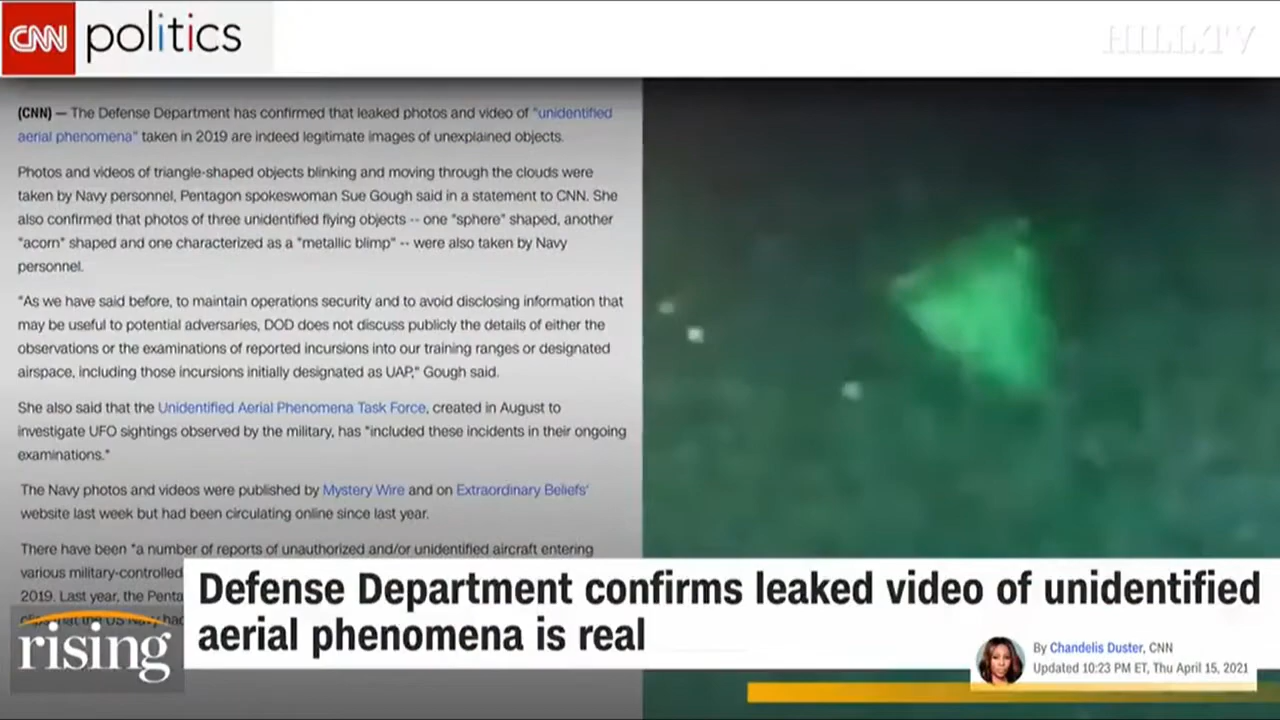 CNN politics
HILL.TV
(CNN) — The Defense Department has confirmed that leaked photos and video of "unidentified
aerial phenomena" taken in 2019 are indeed legitimate images of unexplained objects.
Photos and videos of triangle-shaped objects blinking and moving through the clouds were
taken by Navy personnel, Pentagon spokeswoman Sue Gough said in a statement to CNN. She
also confirmed that photos of three unidentified flying objects -- one "sphere" shaped, another
"acorn" shaped and one characterized as a "metallic blimp" -- were also taken by Navy
personnel.
"As we have said before, to maintain operations security and to avoid disclosing information that
may be useful to potential adversaries, DOD does not discuss publicly the details of either the
observations or the examinations of reported incursions into our training ranges or designated
airspace, including those incursions initially designated as UAP," Gough said.
She also said that the Unidentified Aerial Phenomena Task Force, created in August to
investigate UFO sightings observed by the military, has "included these incidents in their ongoing
examinations."
The Navy photos and videos were published by Mystery Wire and on Extraordinary Beliefs'
website last week but had been circulating online since last year.
There have been "a number of reports of unauthorized and/or unidentified aircraft entering
various military-controlled
2019. Last year, the Penta
that the US Navy had
Defense Department confirms leaked video of unidentified
aerial phenomena is real
rising
By Chandelis Duster, CNN
Updated 10:23 PM ET, Thu April 15, 2021